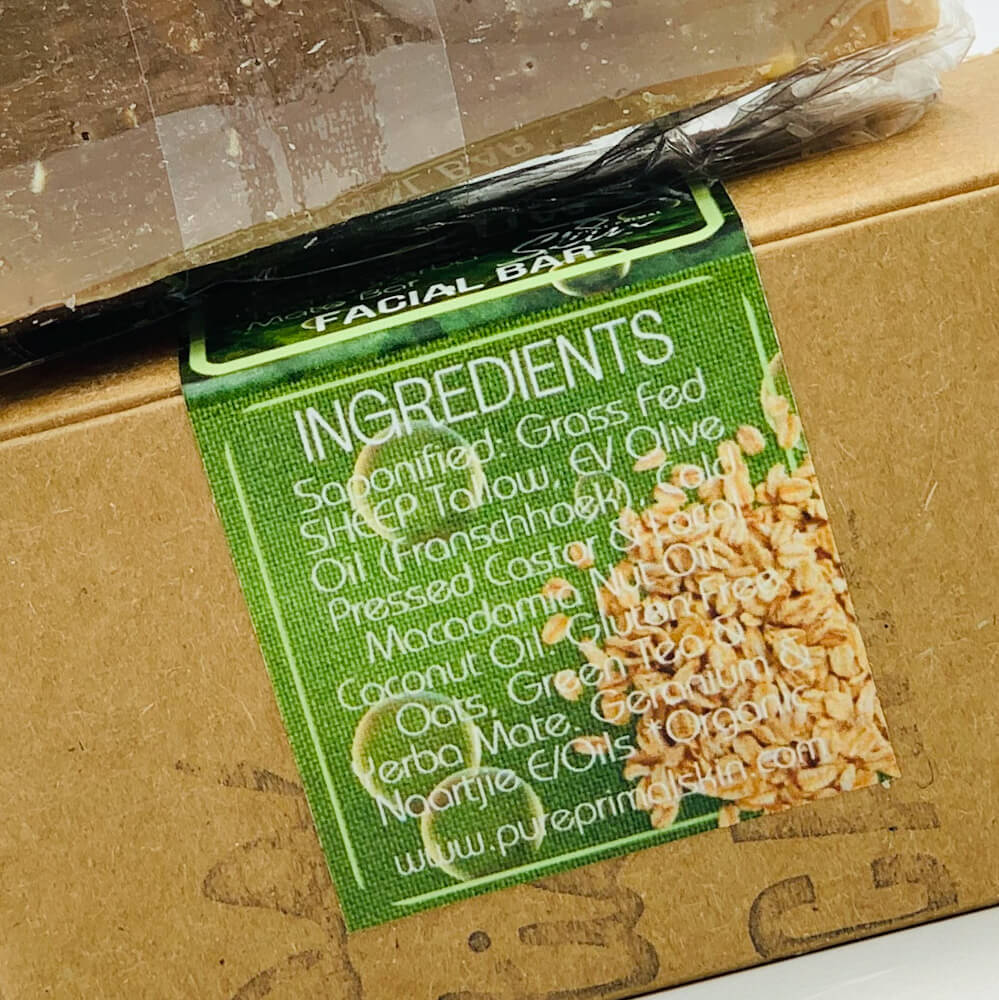 FACIAL BAR
INGREDIENTS
Saponified: Grass Fed
SHEEP Tallow, EV Olive
Oil (Franschhoek), Cold
Pressed Castor & Local
Macadamia Nut Oil,
Coconut Oil, Gluten Free
Oats, Green Tea &
Yerba Mate, Geranium &
Naartjie E/Oils *Organic
www.pureprimalskin.com